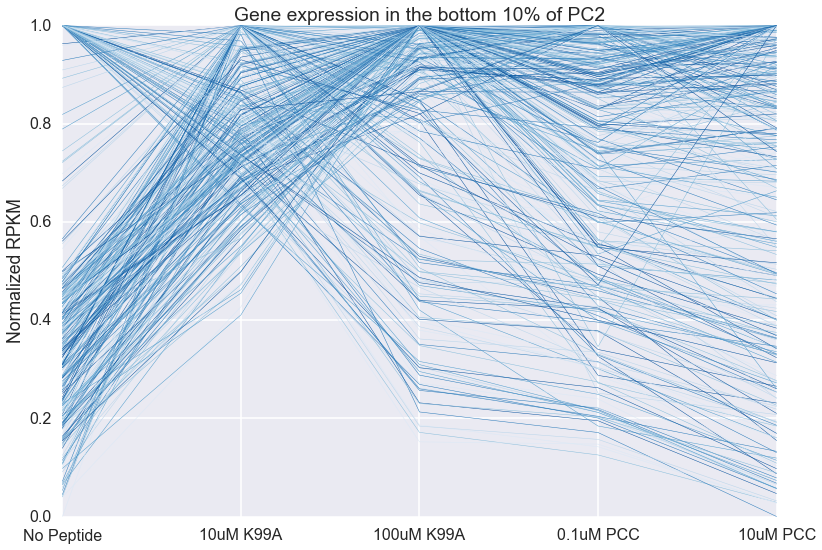 Gene expression in the bottom 10% of PC2
Normalized RPKM
1.0
0.8
0.6
0.4
0.2
0.0
No Peptide
10uM K99A
100uM K99A
0.1uM PCC
10uM PCC